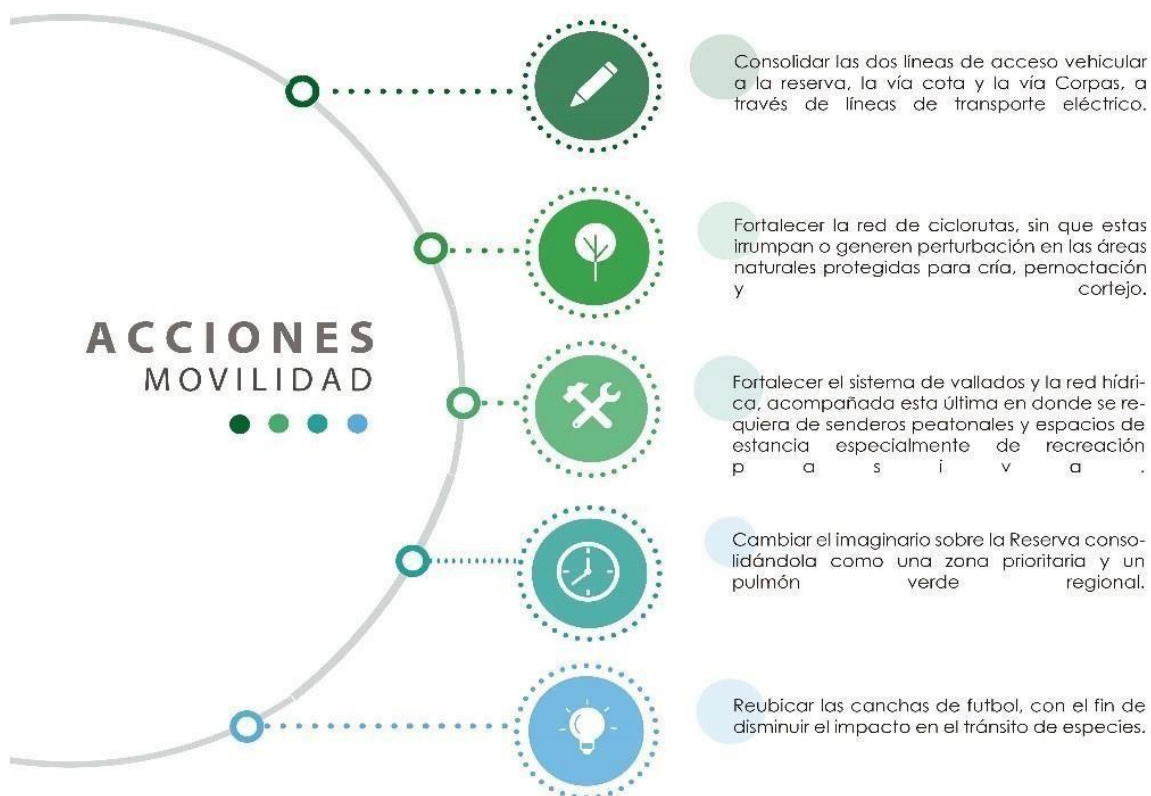 ACCIONES
MOVILIDAD
Consolidar las dos líneas de acceso vehicular
a la reserva, la vía cota y la vía Corpas, a
través de líneas de transporte eléctrico.
Fortalecer la red de ciclorutas, sin que estas
irrumpan o generen perturbación en las áreas
naturales protegidas para cría, pernoctación
y cortejo.
Fortalecer el sistema de vallados y la red hídri-
ca, acompañada esta última en donde se re-
quiera de senderos peatonales y espacios de
estancia especialmente de recreación
pasiva.
Cambiar el imaginario sobre la Reserva conso-
lidándola como una zona prioritaria y un
pulmón verde regional.
Reubicar las canchas de futbol, con el fin de
disminuir el impacto en el tránsito de especies.